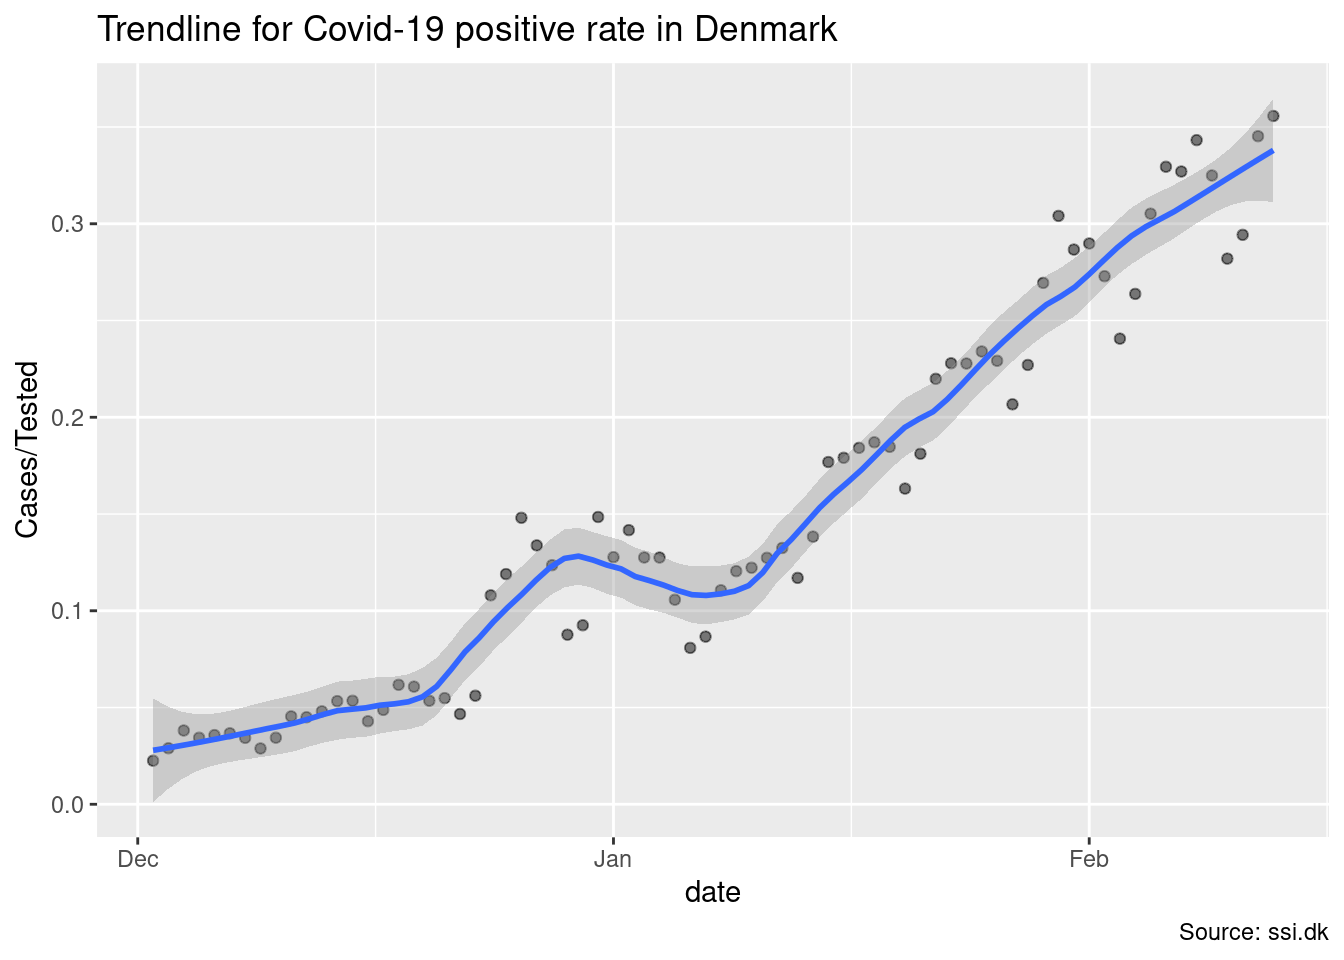 Trendline for Covid-19 positive rate in Denmark
Cases/Tested
0.3
0.2
0.1
0.0
Dec Jan Feb
date
Source: ssi.dk